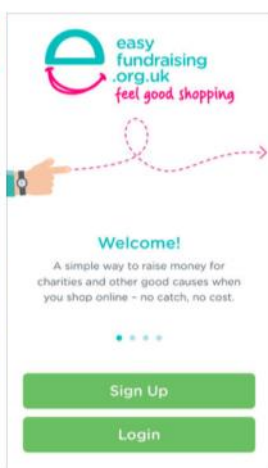 easy
fundraising
.org.uk
feel good shopping
Welcome!
A simple way to raise money for
charities and other good causes when
you shop online – no catch, no cost.
Sign Up
Login